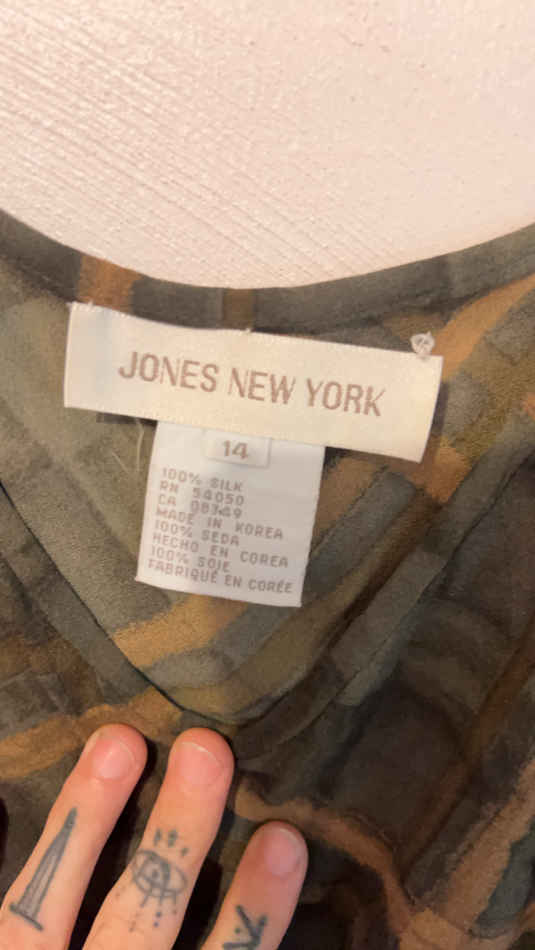 JONES NEW YORK
14
100% SILK
RN 54050
CA 08349
MADE IN KOREA
100% SEDA
HECHO EN COREA
100% SOIE
FABRIQUÉ EN CORÉE